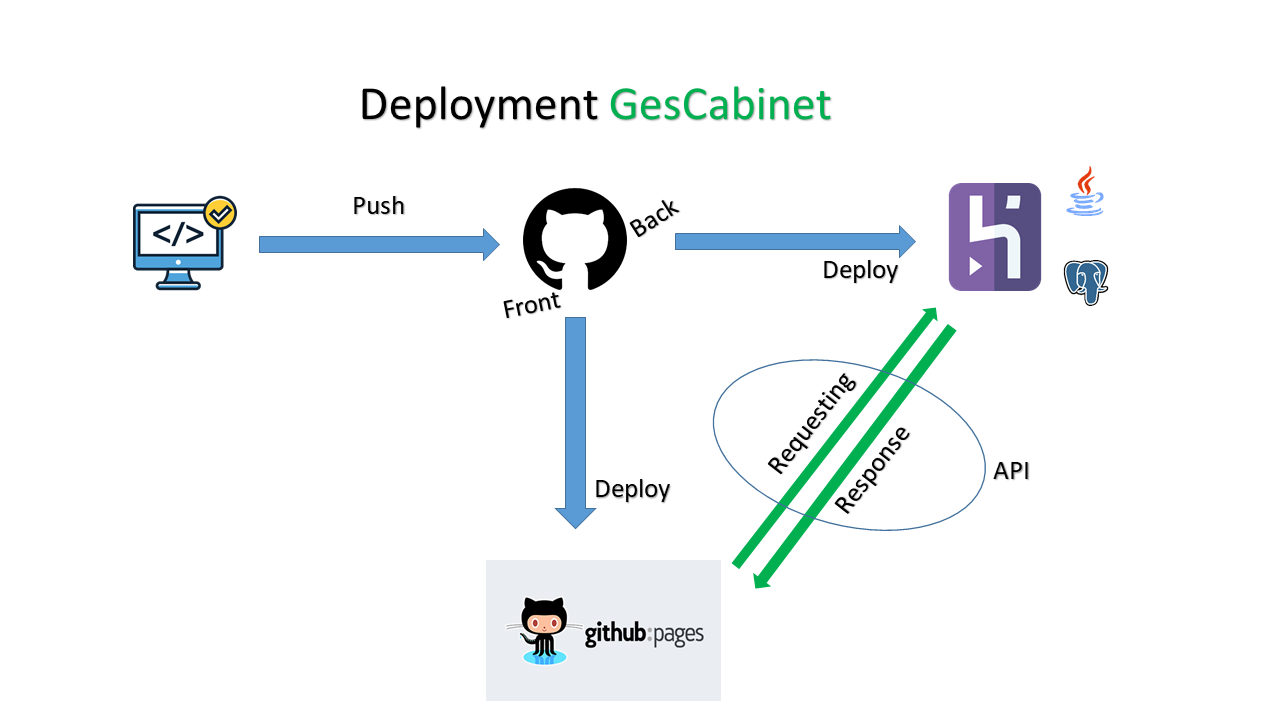 Deployment GesCabinet
</>
Push
Back
Front
Deploy
Deploy
Requesting
Response
API
github:pages